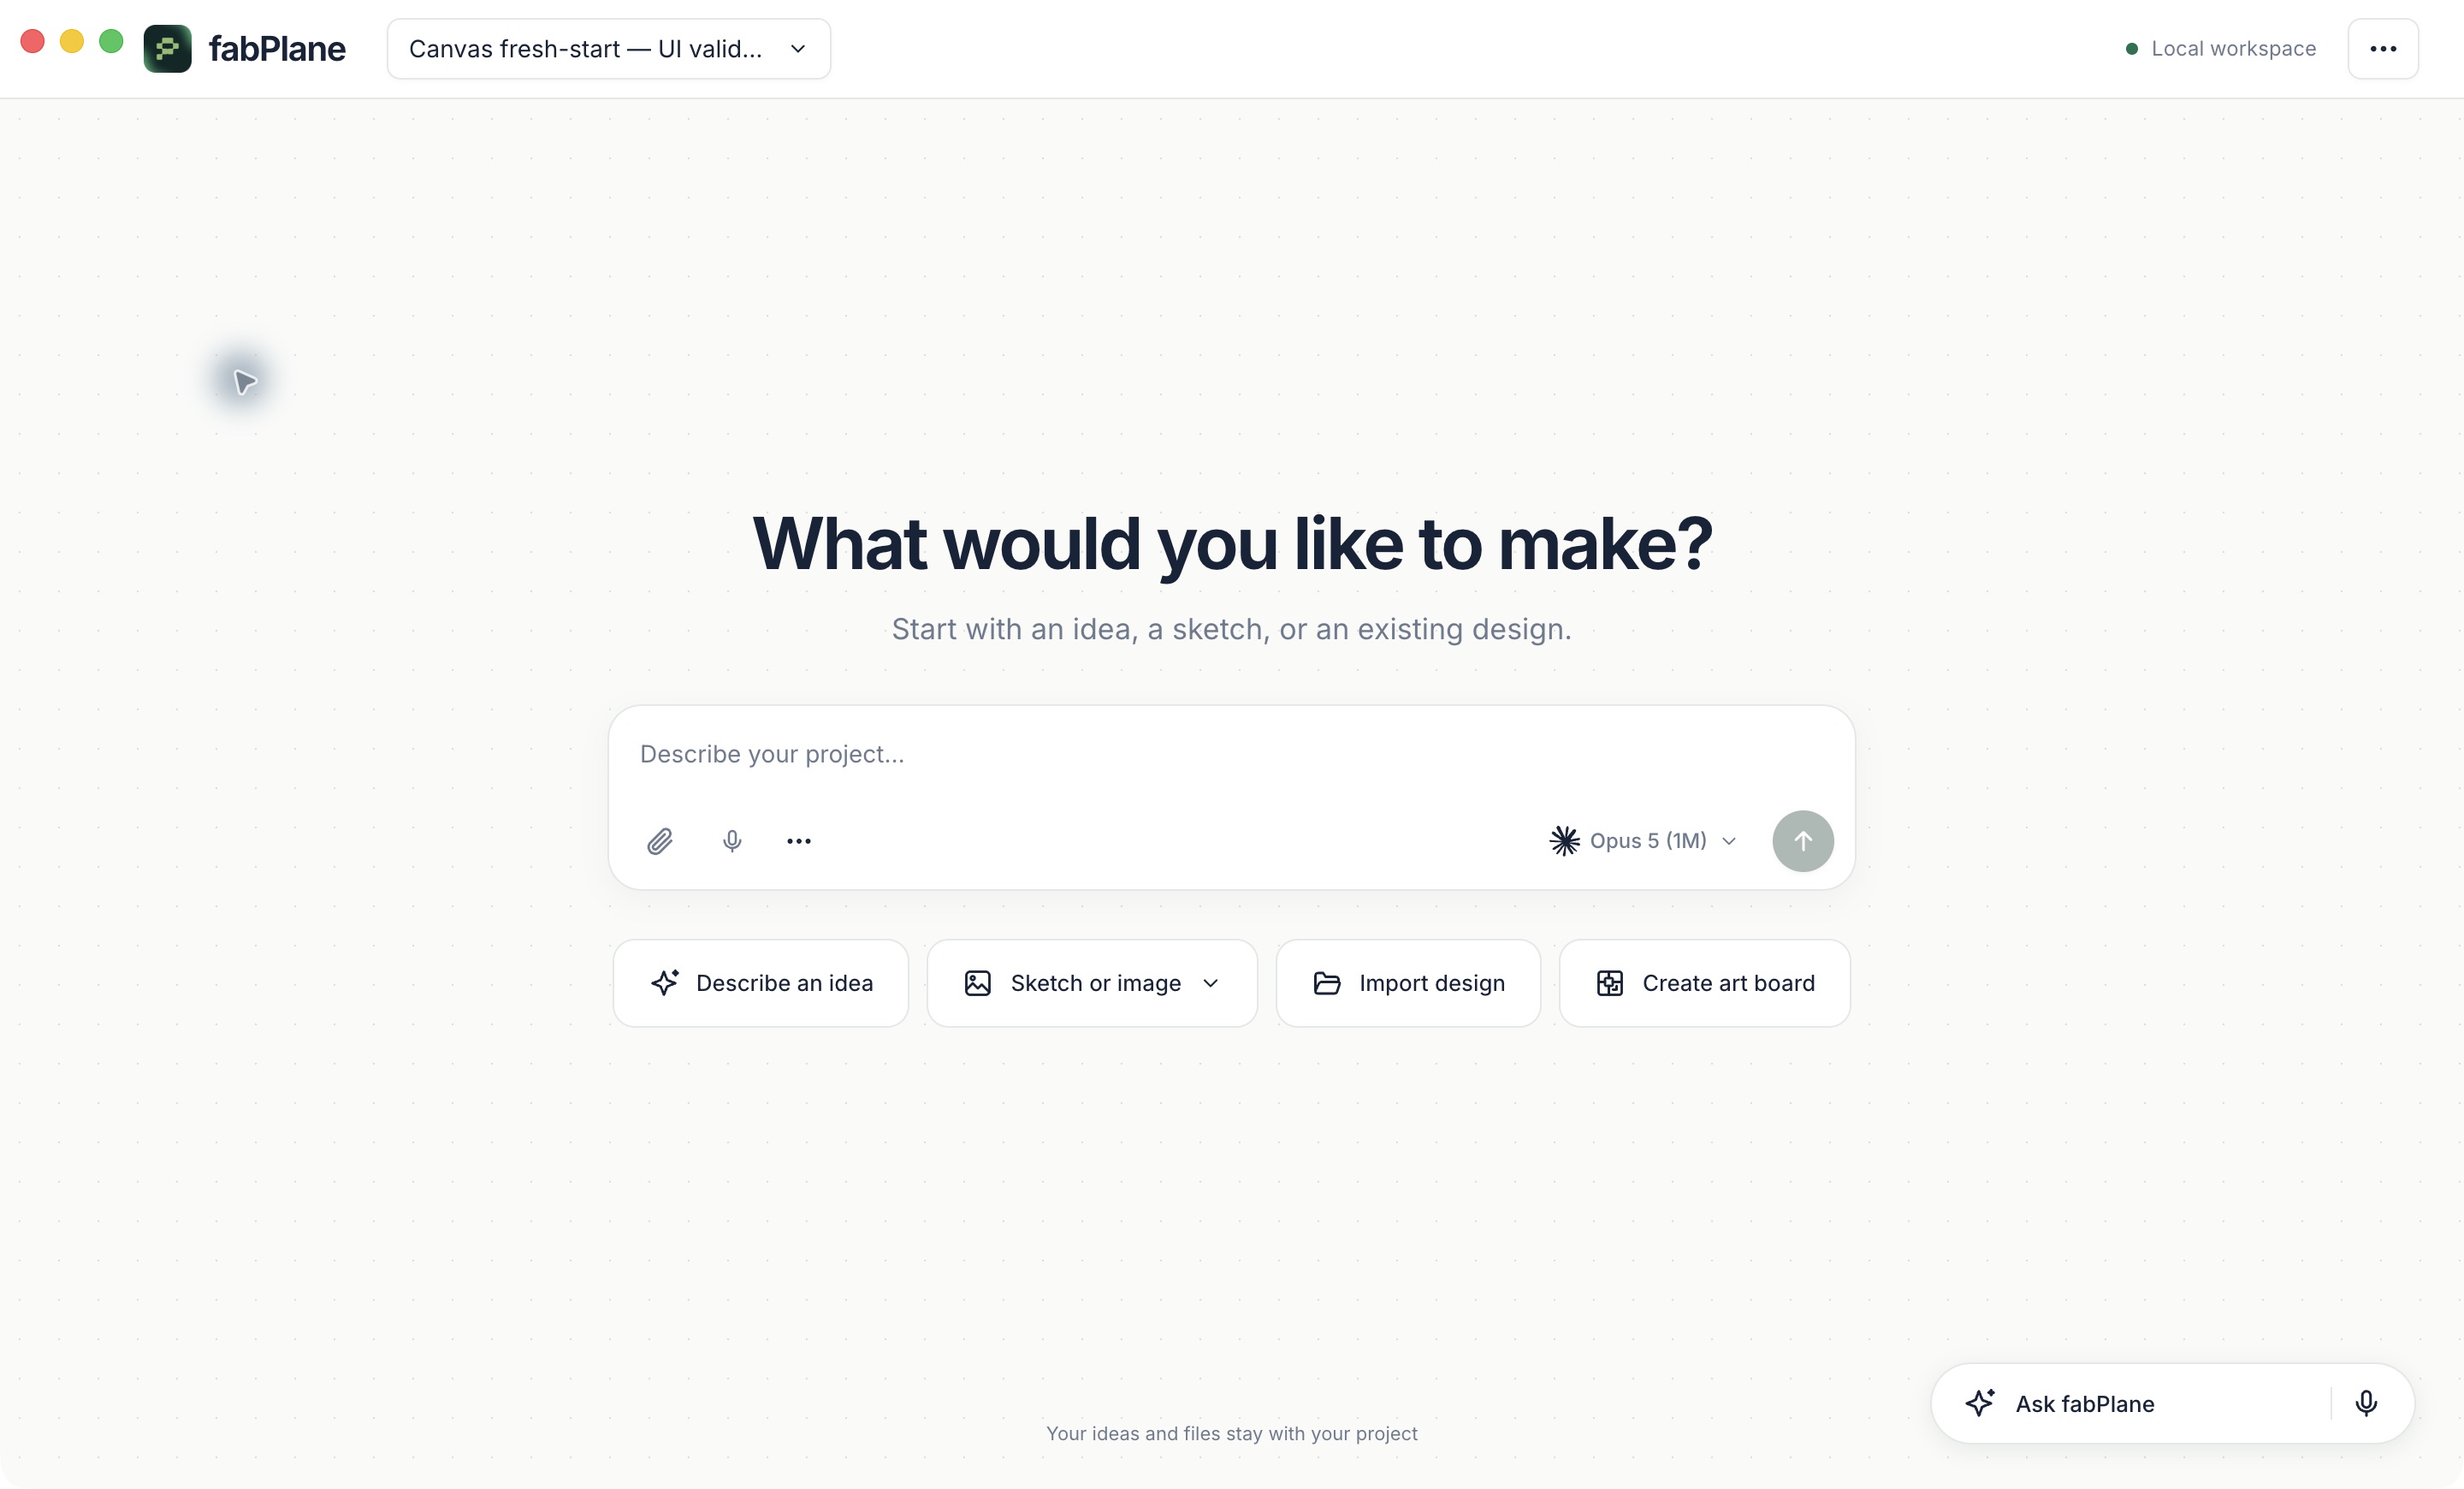 fabPlane
Canvas fresh-start — UI valid...
Local workspace
What would you like to make?
Start with an idea, a sketch, or an existing design.
Describe your project...
Opus 5 (1M)
Describe an idea
Sketch or image
Import design
Create art board
Ask fabPlane
Your ideas and files stay with your project